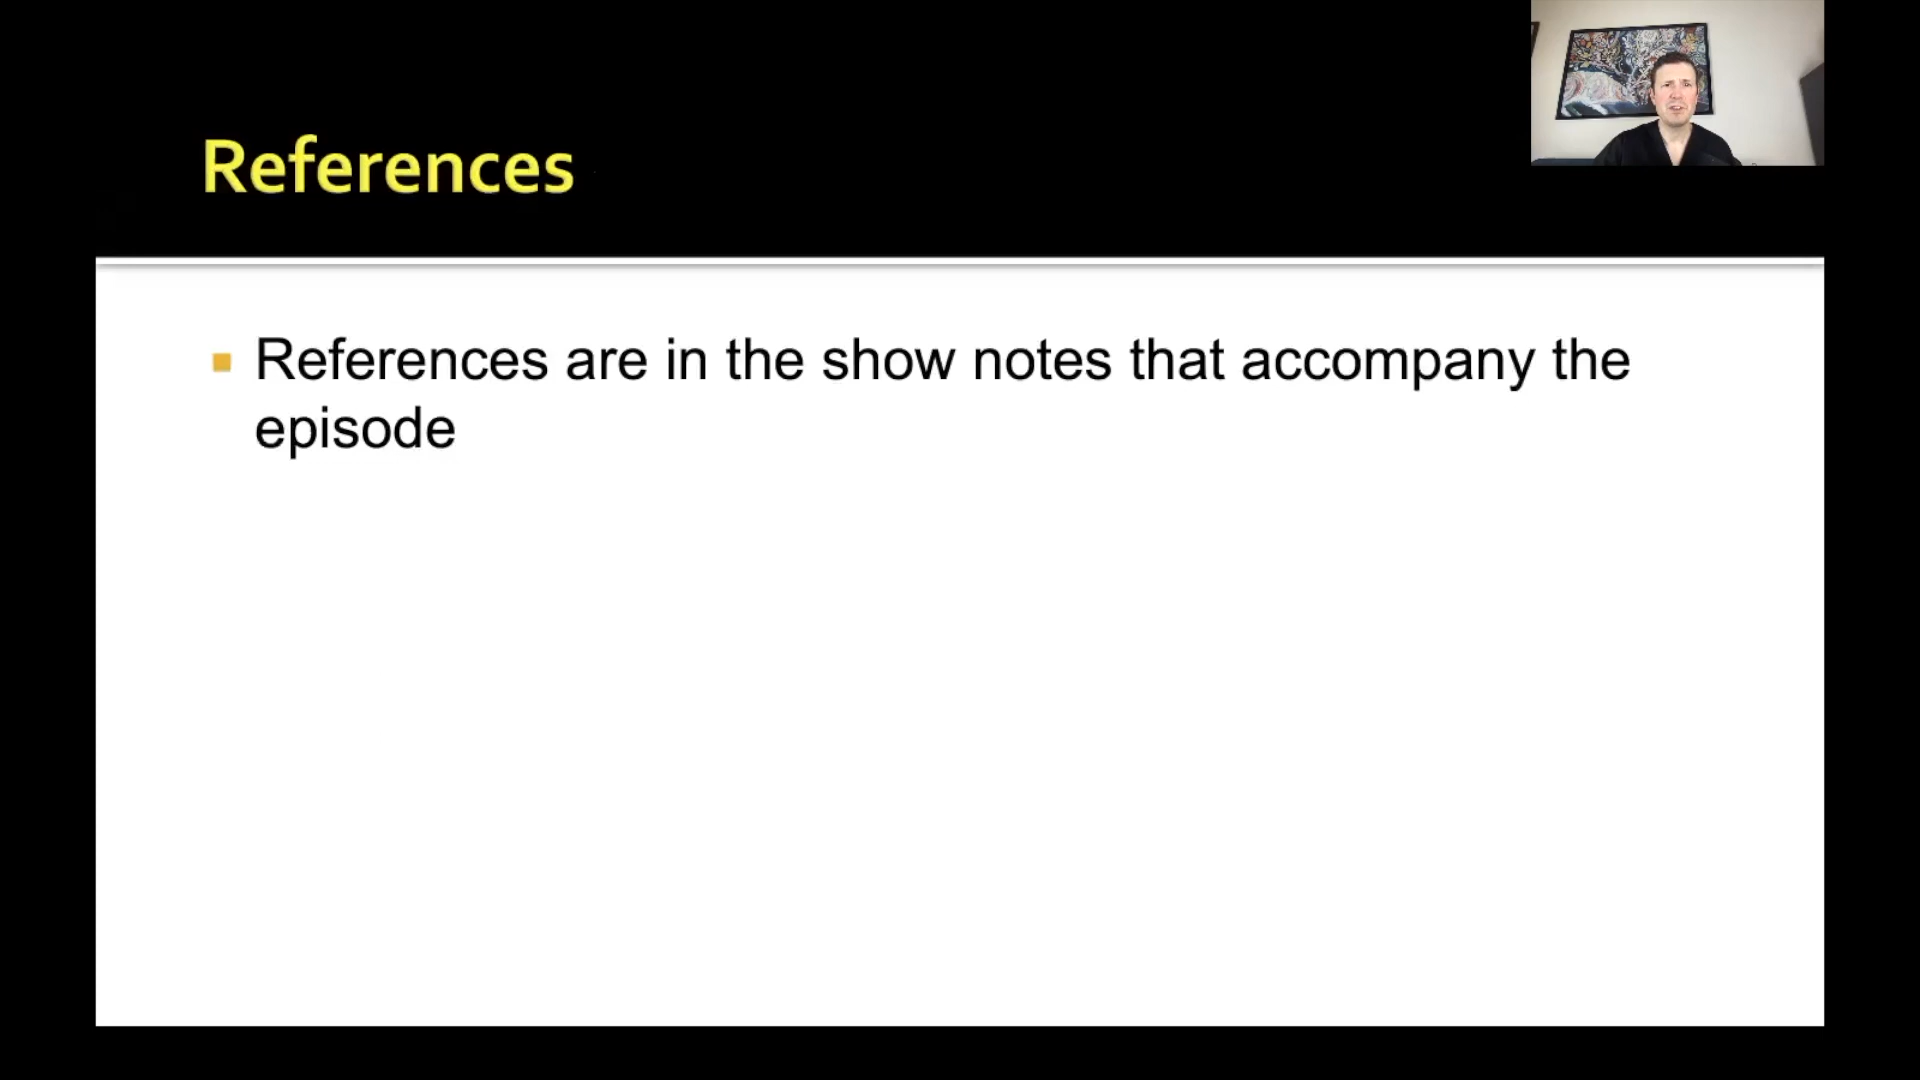 References
References are in the show notes that accompany the
episode